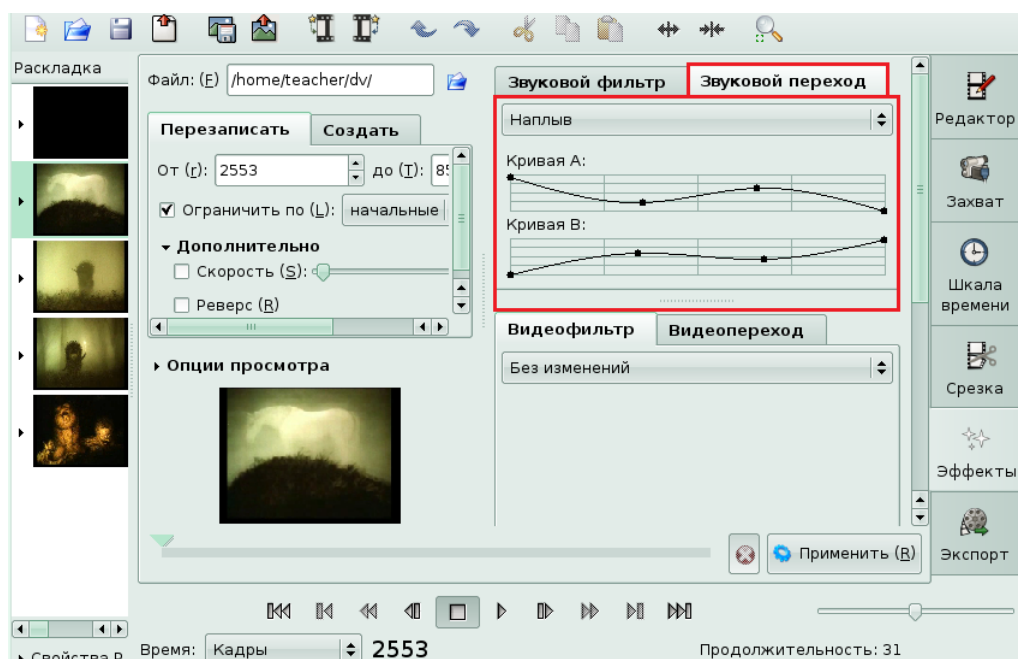 Раскладка
Файл: (F) /home/teacher/dv/
Перезаписать Создать
От (r): 2553 до (T): 85
Ограничить по (L): начальные
Дополнительно
Скорость (S):
Реверс (R)
Опции просмотра
Звуковой фильтр Звуковой переход
Наплыв
Кривая A:
Кривая B:
Видеофильтр Видеопереход
Без изменений
Применить (R)
Редактор
Захват
Шкала
времени
Срезка
Эффекты
Экспорт
Свойства P
Время: Кадры 2553
Продолжительность: 31